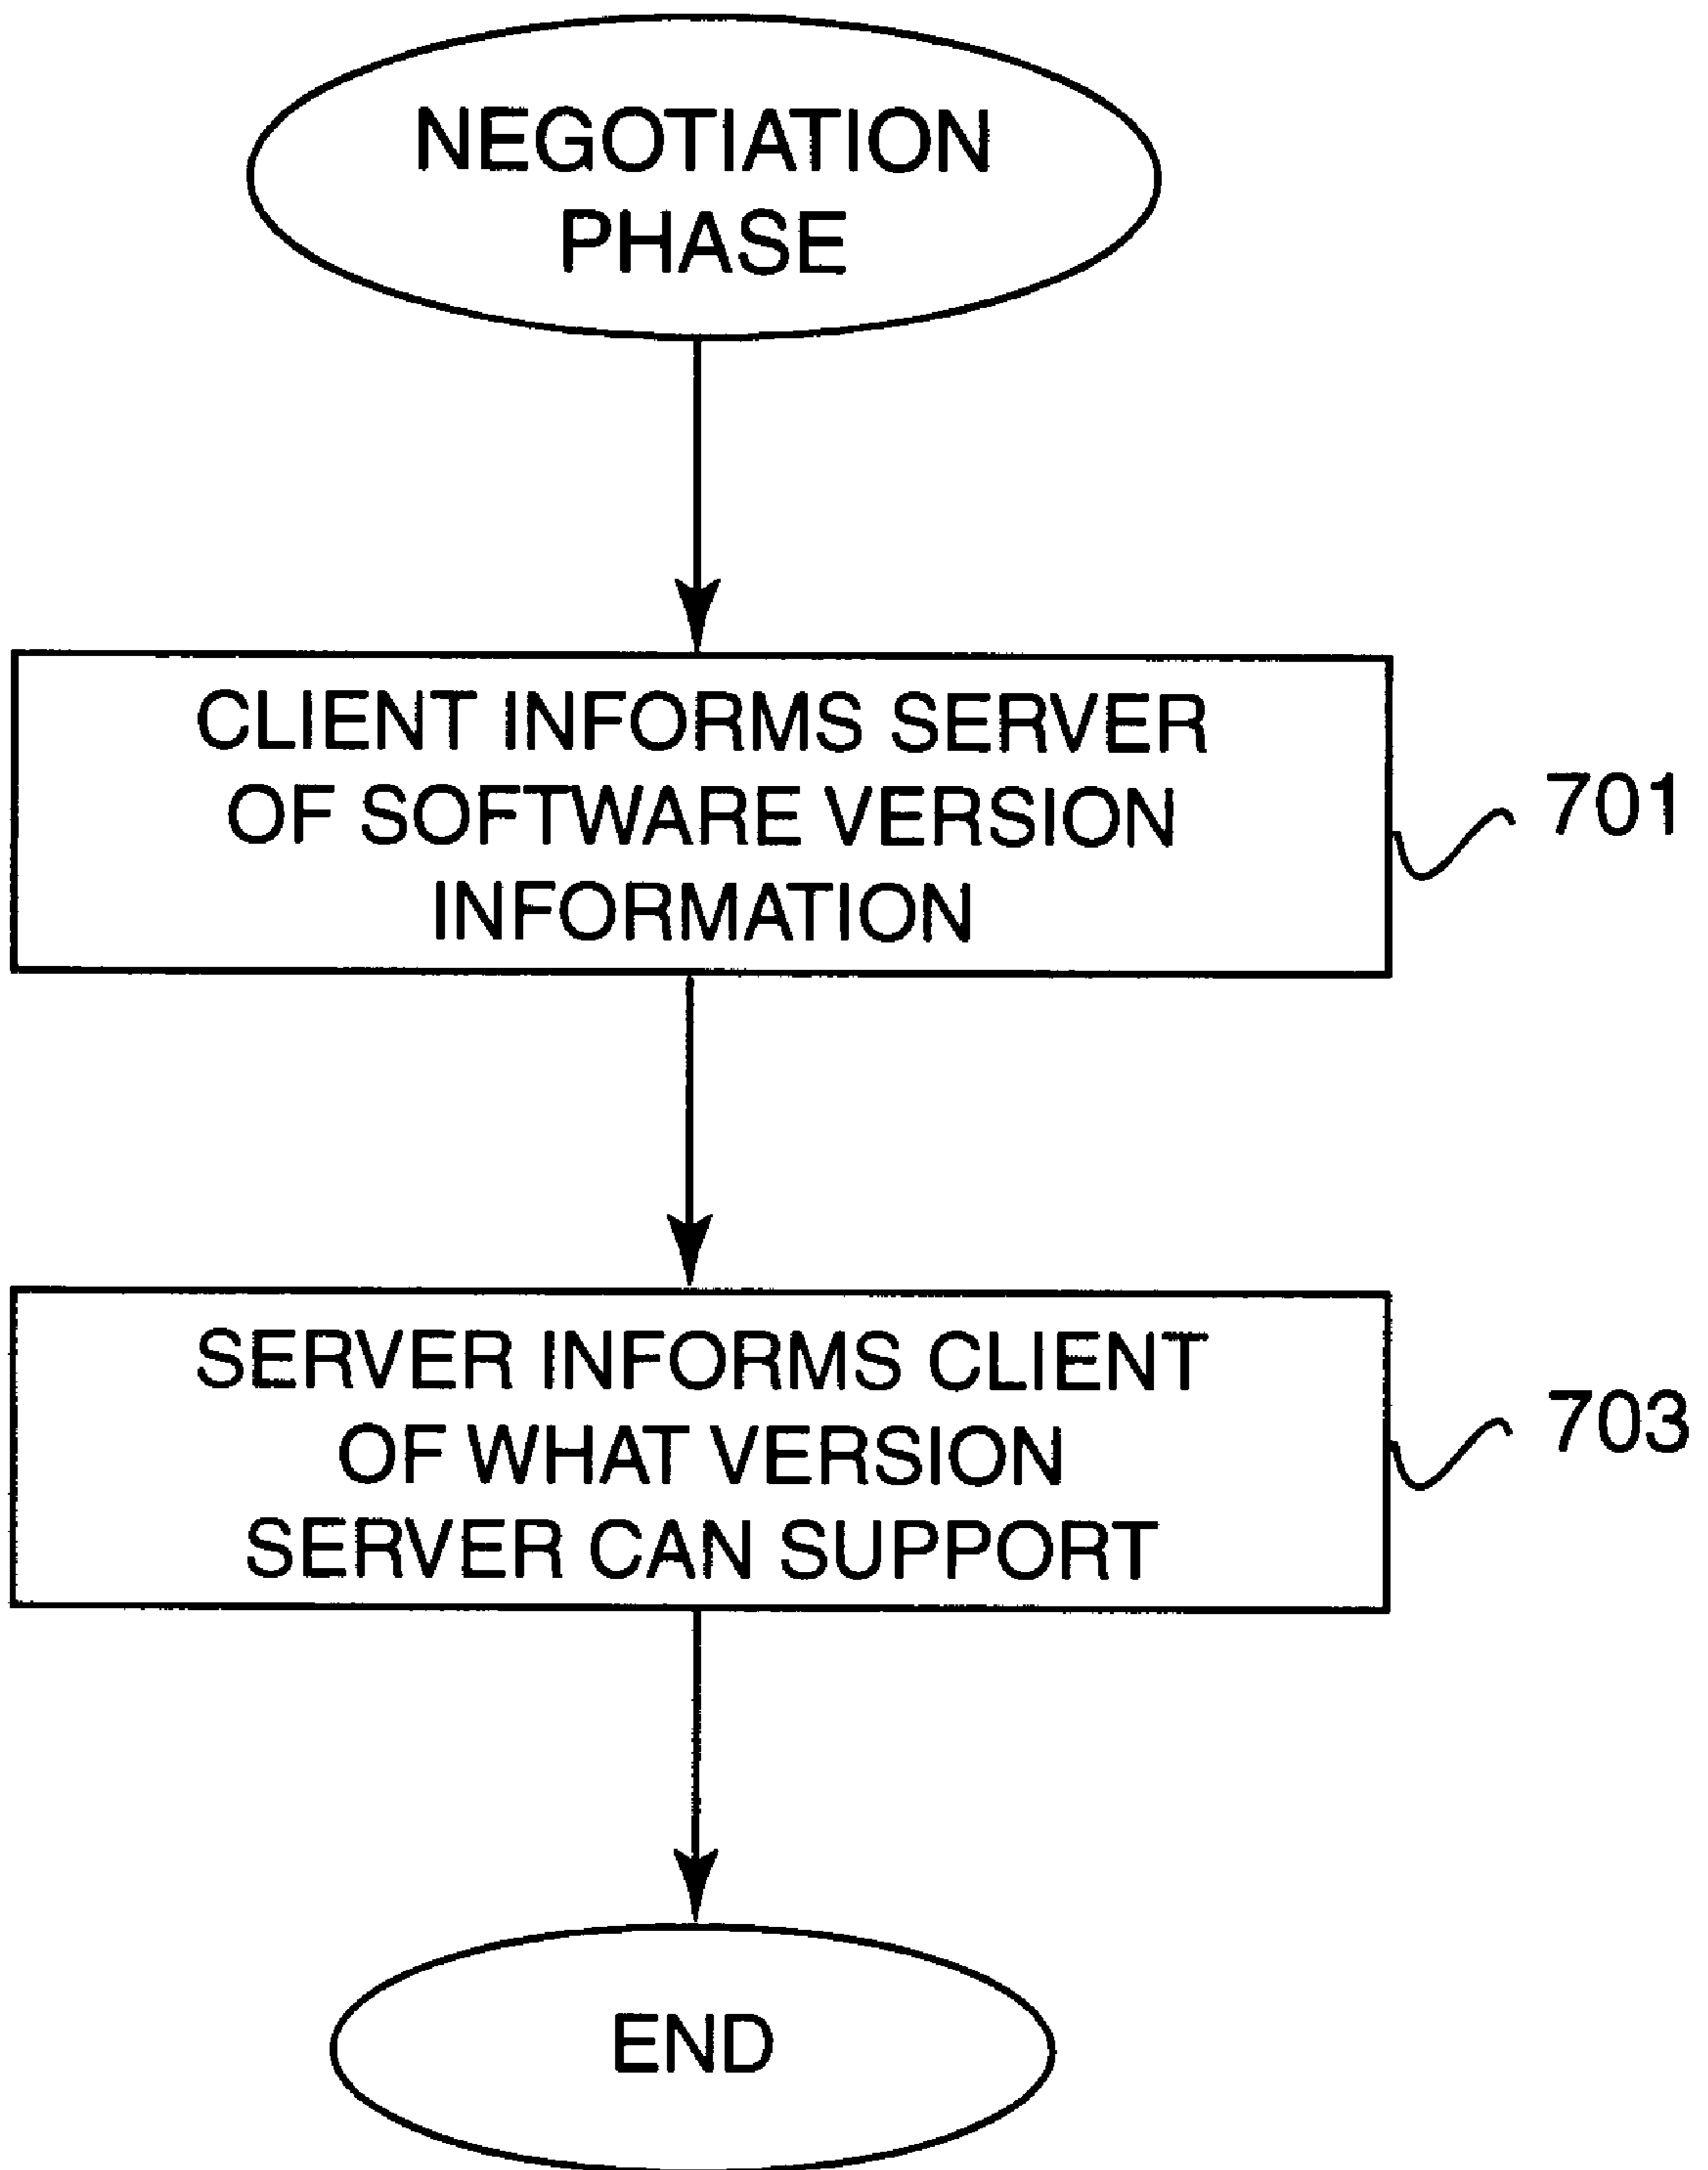 NEGOTIATION
PHASE
CLIENT INFORMS SERVER
OF SOFTWARE VERSION
INFORMATION
701
SERVER INFORMS CLIENT
OF WHAT VERSION
SERVER CAN SUPPORT
703
END